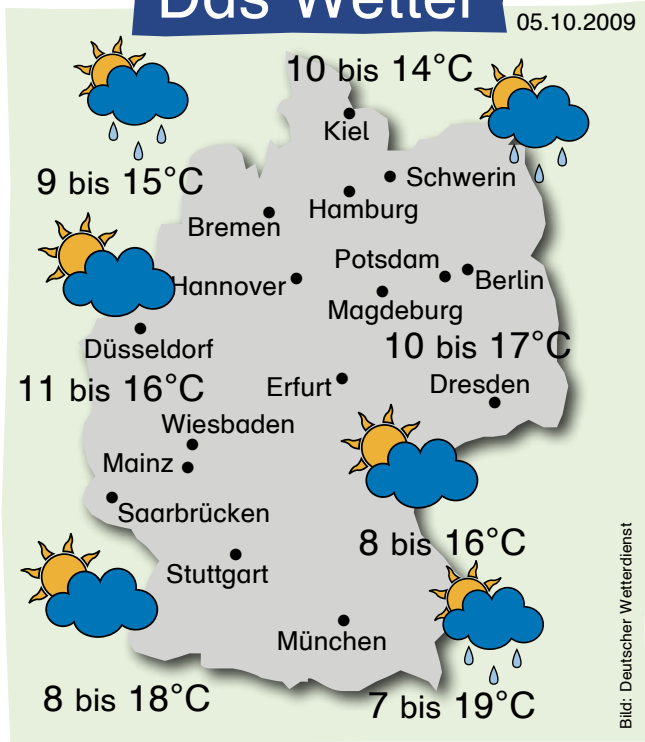 Das Wetter
05.10.2009
10 bis 14°C
Kiel
9 bis 15°C
Schwerin
Hamburg
Bremen
Potsdam
Berlin
Hannover
Magdeburg
Düsseldorf
10 bis 17°C
11 bis 16°C
Erfurt
Dresden
Wiesbaden
Mainz
Saarbrücken
8 bis 16°C
Stuttgart
München
8 bis 18°C
7 bis 19°C
Bild: Deutscher Wetterdienst